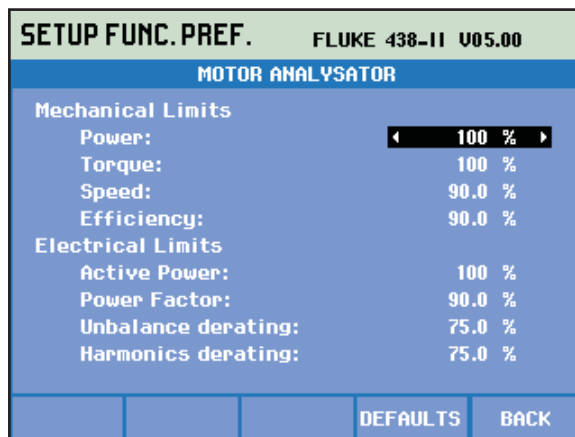 SETUP FUNC. PREF. FLUKE 438-II V05.00
MOTOR ANALYSATOR
Mechanical Limits
Power: 100 %
Torque: 100 %
Speed: 90.0 %
Efficiency: 90.0 %
Electrical Limits
Active Power: 100 %
Power Factor: 90.0 %
Unbalance derating: 75.0 %
Harmonics derating: 75.0 %
DEFAULTS BACK